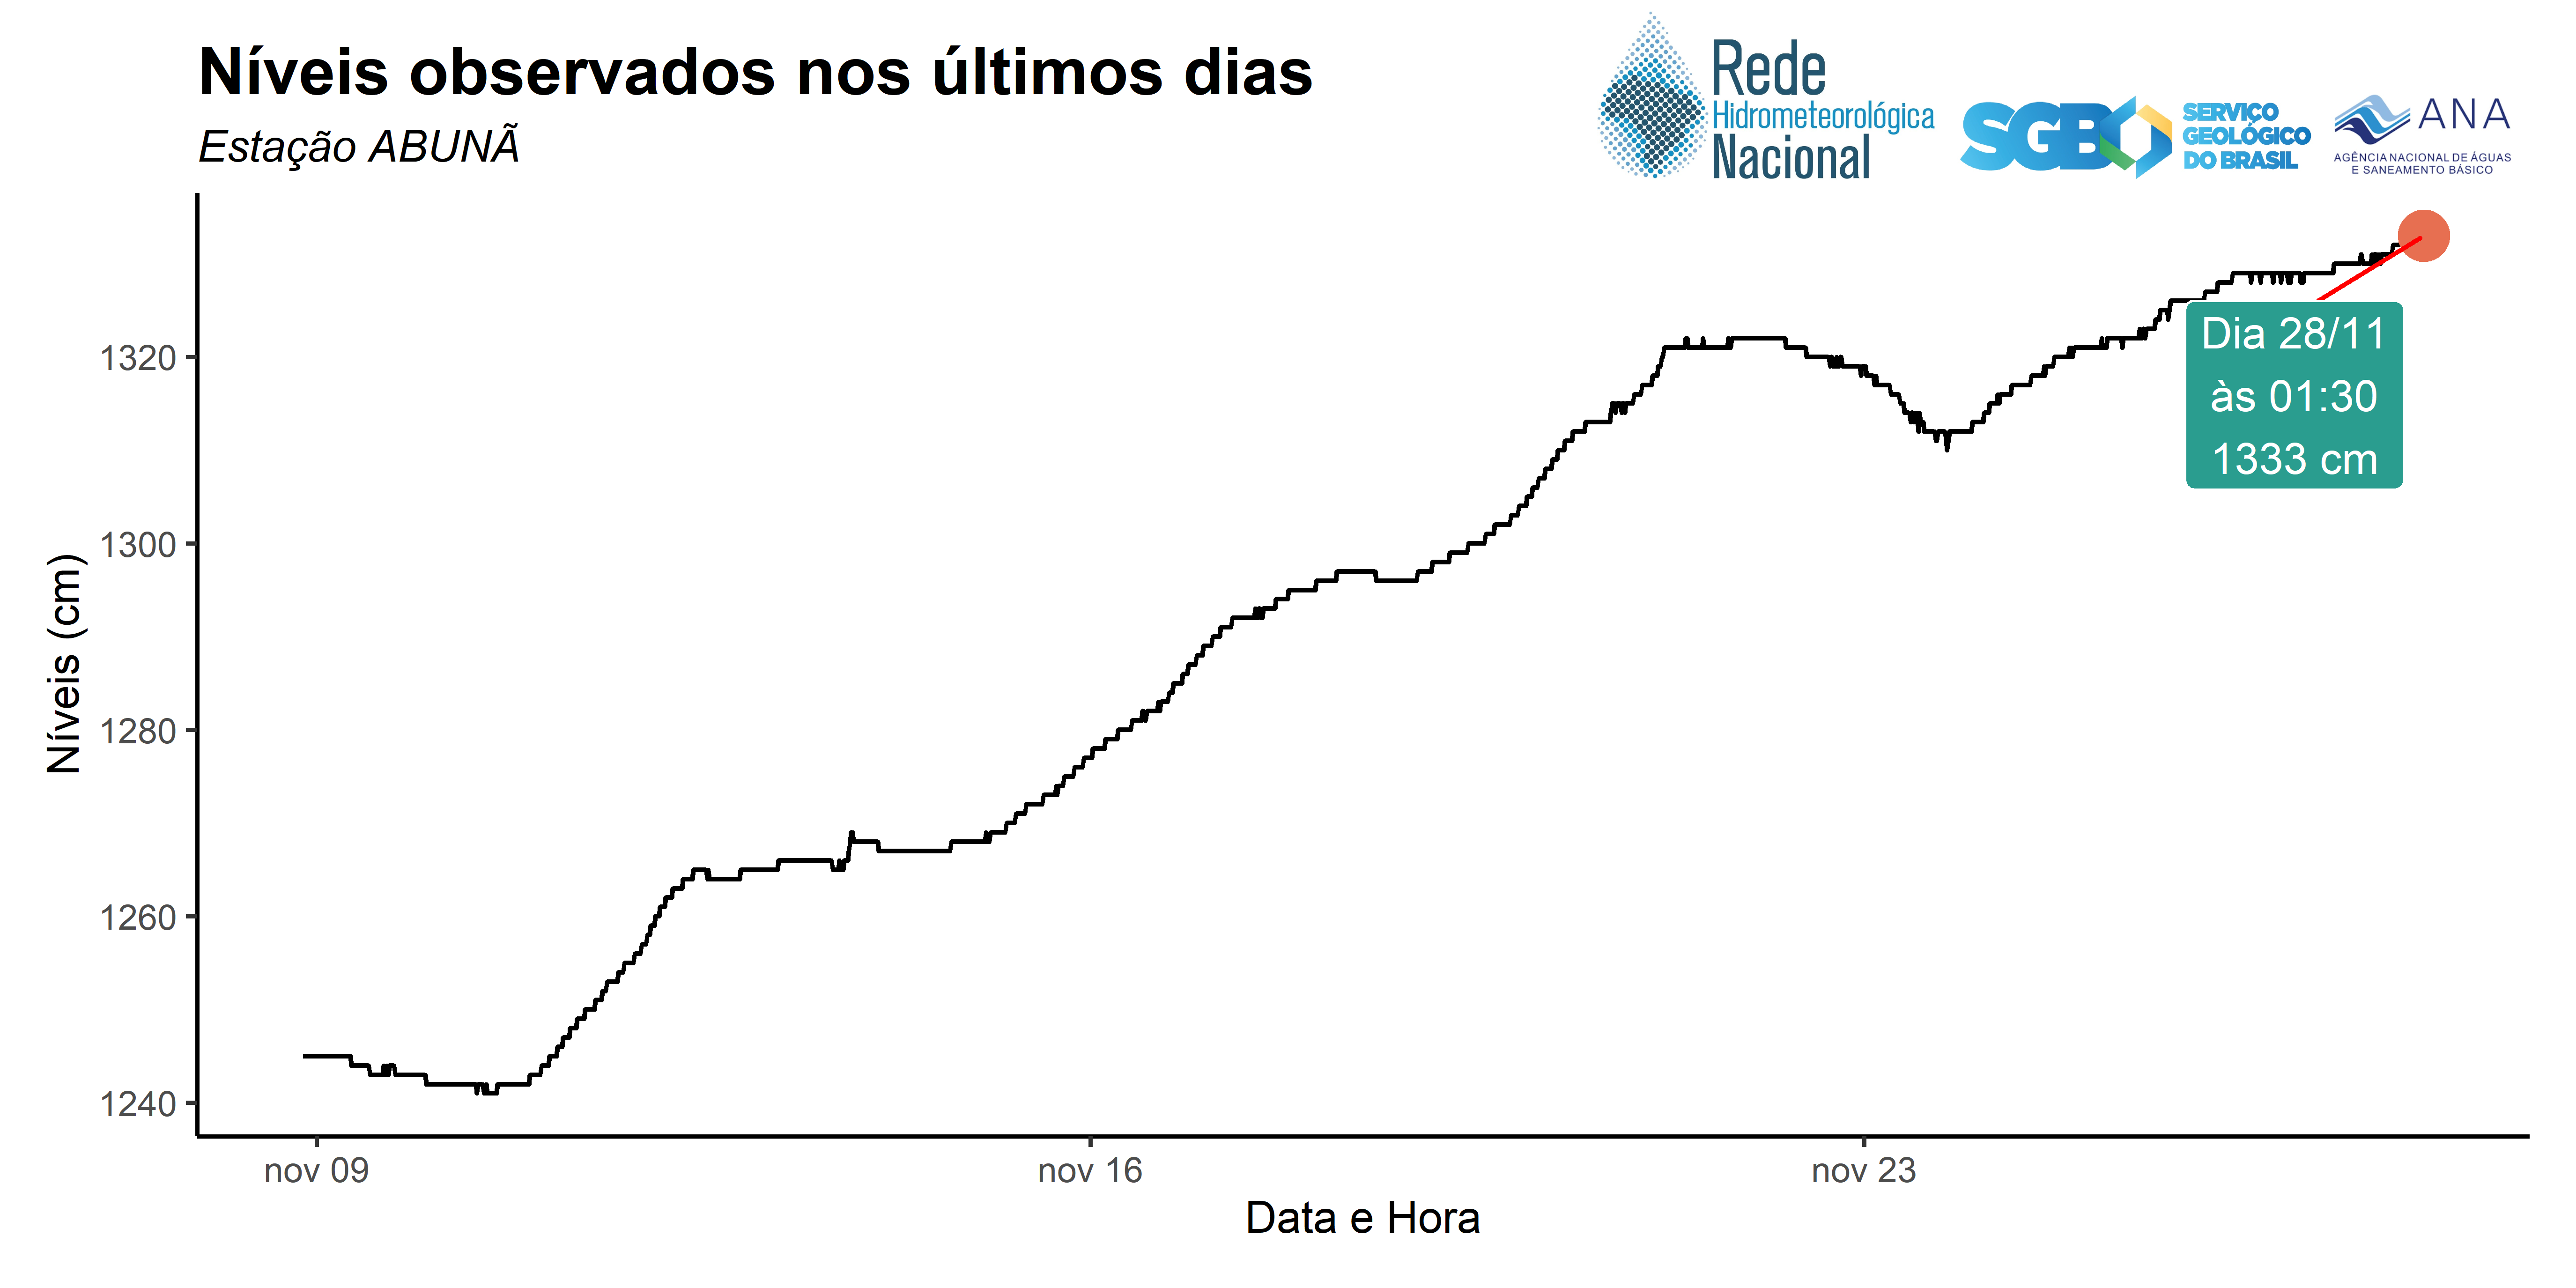 Níveis observados nos últimos dias
Estação ABUNÃ
Rede
Hidrometeorológica
Nacional
SGB
SERVIÇO
GEOLÓGICO
DO BRASIL
ANA
AGÊNCIA NACIONAL DE ÁGUAS
E SANEAMENTO BÁSICO
Níveis (cm)
1320
1300
1280
1260
1240
Dia 28/11
às 01:30
1333 cm
nov 09
nov 16
nov 23
Data e Hora